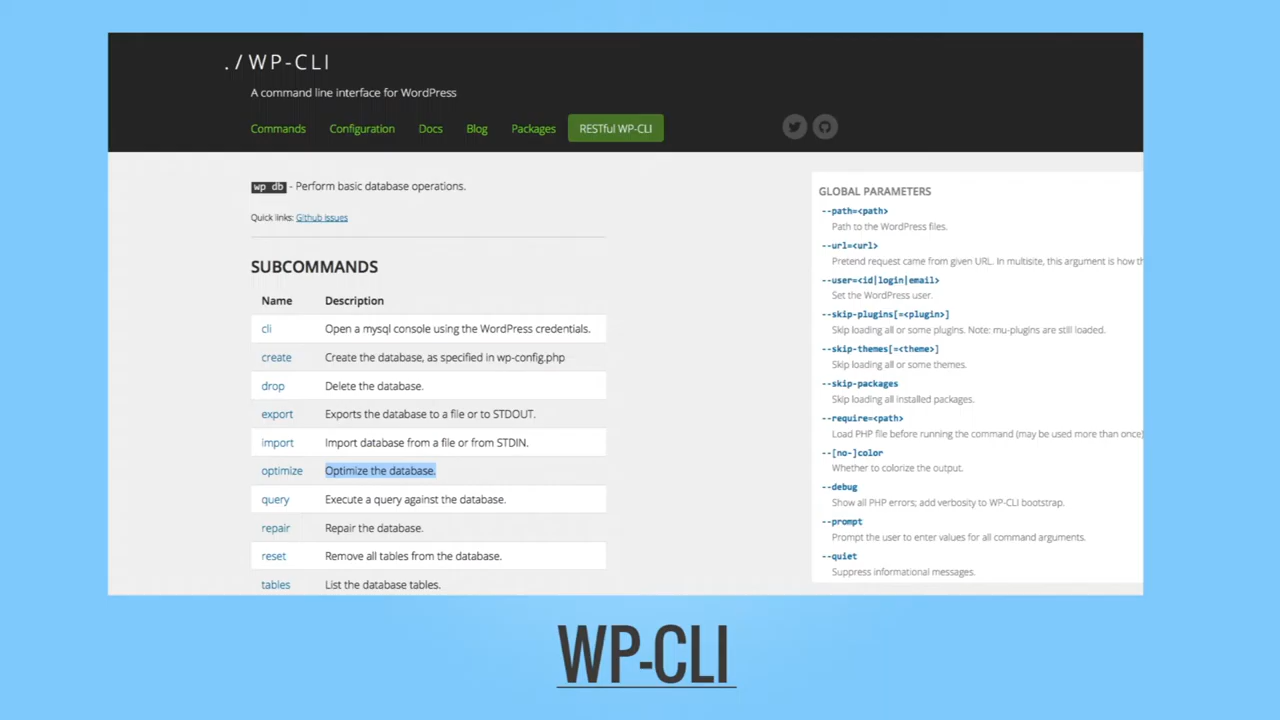 ./WP-CLI
A command line interface for WordPress
Commands Configuration Docs Blog Packages RESTful WP-CLI
wp db - Perform basic database operations.
Quick links: Github issues
SUBCOMMANDS
Name Description
cli Open a mysql console using the WordPress credentials.
create Create the database, as specified in wp-config.php
drop Delete the database.
export Exports the database to a file or to STDOUT.
import Import database from a file or from STDIN.
optimize Optimize the database.
query Execute a query against the database.
repair Repair the database.
reset Remove all tables from the database.
tables List the database tables.
GLOBAL PARAMETERS
--path=<path>
Path to the WordPress files.
--url=<url>
Pretend request came from given URL. In multisite, this argument is how th
--user=<id|login|email>
Set the WordPress user.
--skip-plugins[=<plugin>]
Skip loading all or some plugins. Note: mu-plugins are still loaded.
--skip-themes[=<theme>]
Skip loading all or some themes.
--skip-packages
Skip loading all installed packages.
--require=<path>
Load PHP file before running the command (may be used more than once)
--[no-]color
Whether to colorize the output.
--debug
Show all PHP errors; add verbosity to WP-CLI bootstrap.
--prompt
Prompt the user to enter values for all command arguments.
--quiet
Suppress informational messages.
WP-CLI